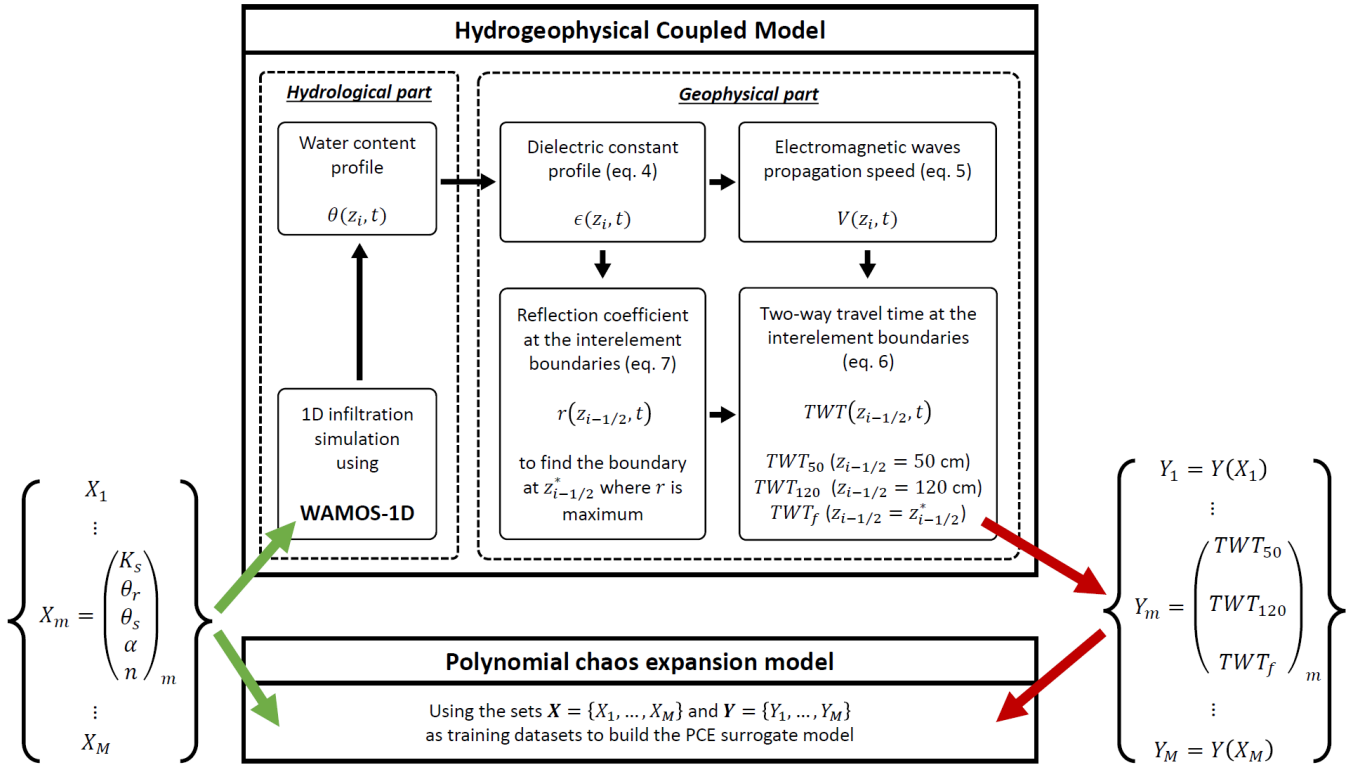 Hydrogeophysical Coupled Model
Hydrological part
Water content
profile
θ(z_i, t)
1D infiltration
simulation
using
WAMOS-1D
Geophysical part
Dielectric constant
profile (eq. 4)
ϵ(z_i, t)
Electromagnetic waves
propagation speed (eq. 5)
V(z_i, t)
Reflection coefficient
at the interelement
boundaries (eq. 7)
r(z_{i−1/2}, t)
to find the boundary
at z*_{i−1/2} where r is
maximum
Two-way travel time at the
interelement boundaries
(eq. 6)
TWT(z_{i−1/2}, t)
TWT_50 (z_{i−1/2} = 50 cm)
TWT_120 (z_{i−1/2} = 120 cm)
TWT_f (z_{i−1/2} = z*_{i−1/2})
X_1
⋮
X_m = (K_s
θ_r
θ_s
α
n)_m
⋮
X_M
Y_1 = Y(X_1)
⋮
Y_m = (TWT_50
TWT_120
TWT_f)_m
⋮
Y_M = Y(X_M)
Polynomial chaos expansion model
Using the sets X = {X_1, …, X_M} and Y = {Y_1, …, Y_M}
as training datasets to build the PCE surrogate model